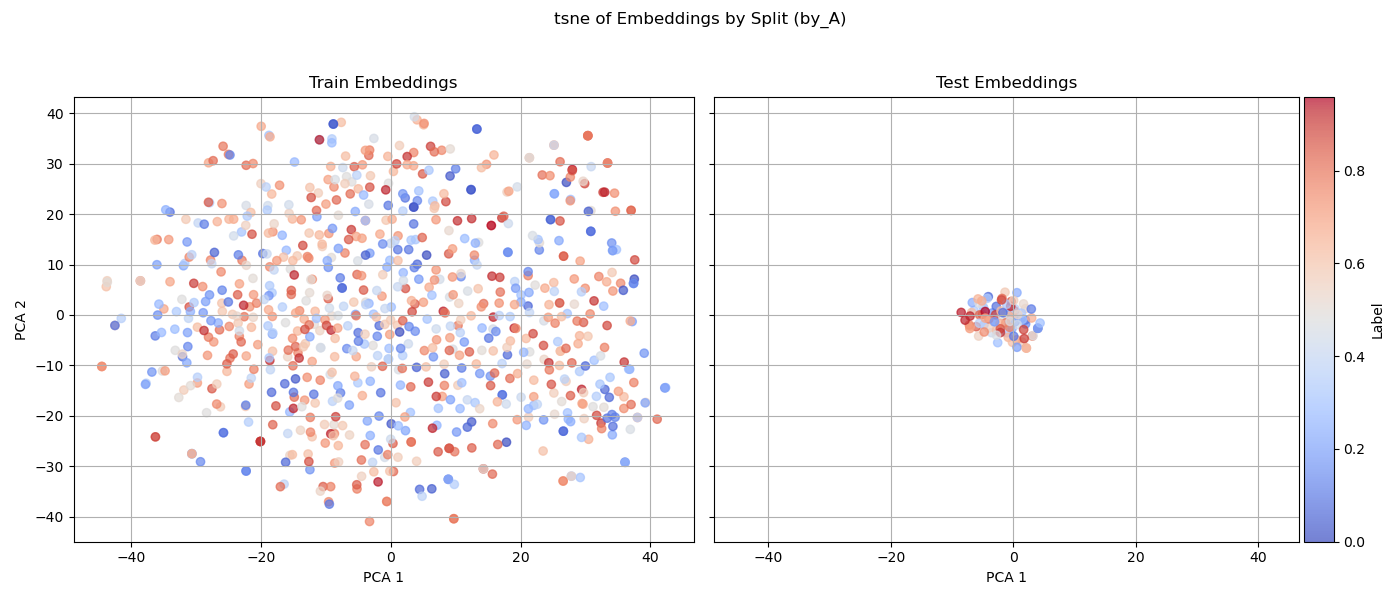 tsne of Embeddings by Split (by_A)
Train Embeddings
Test Embeddings
40
30
20
10
0
−10
−20
−30
−40
PCA 2
−40 −20 0 20 40
PCA 1
−40 −20 0 20 40
PCA 1
0.8
0.6
0.4
0.2
0.0
Label